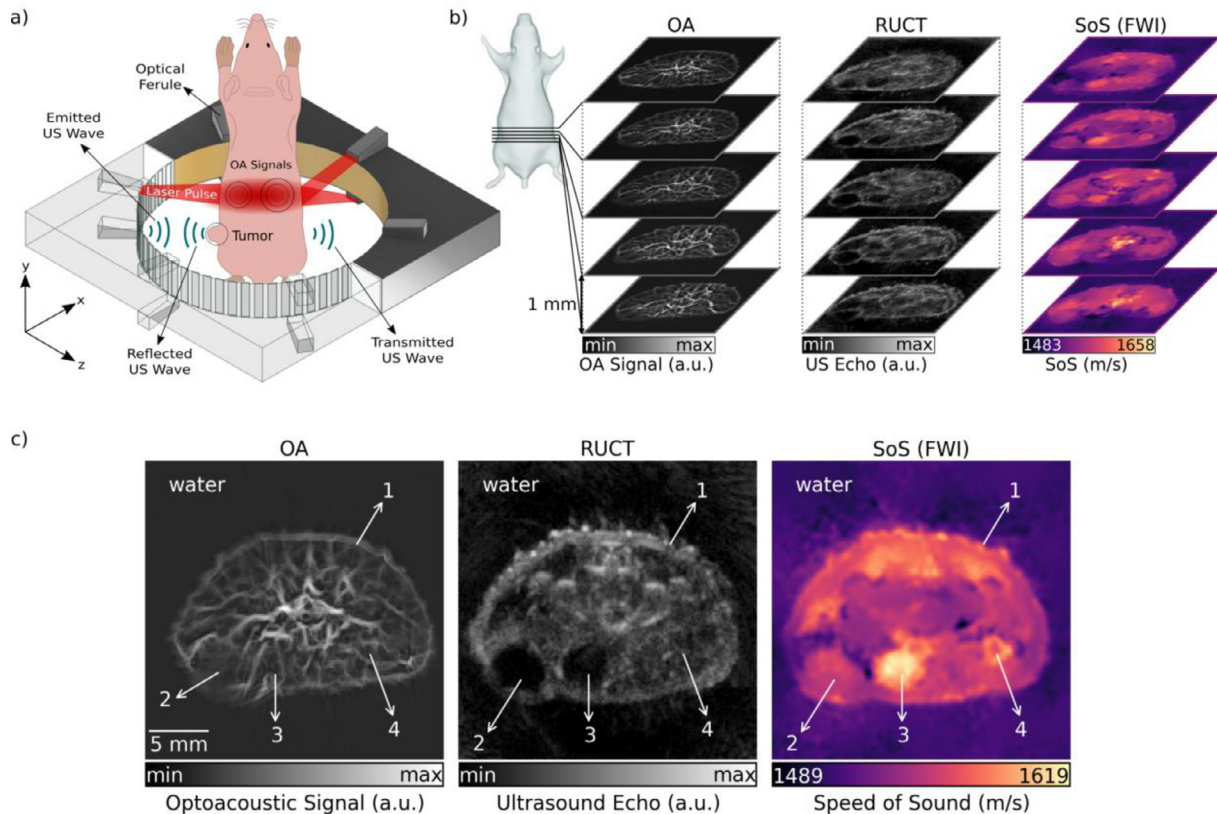 a)
Optical
Ferule
Emitted
US Wave
OA Signals
Laser Pulse
Tumor
y
x
z
Reflected
US Wave
Transmitted
US Wave
b)
OA
RUCT
SoS (FWI)
1 mm
min max
OA Signal (a.u.)
min max
US Echo (a.u.)
1483 1658
SoS (m/s)
c)
OA
RUCT
SoS (FWI)
water
1
2
3
4
5 mm
min max
Optoacoustic Signal (a.u.)
water
1
2
3
4
min max
Ultrasound Echo (a.u.)
water
1
2
3
4
1489 1619
Speed of Sound (m/s)